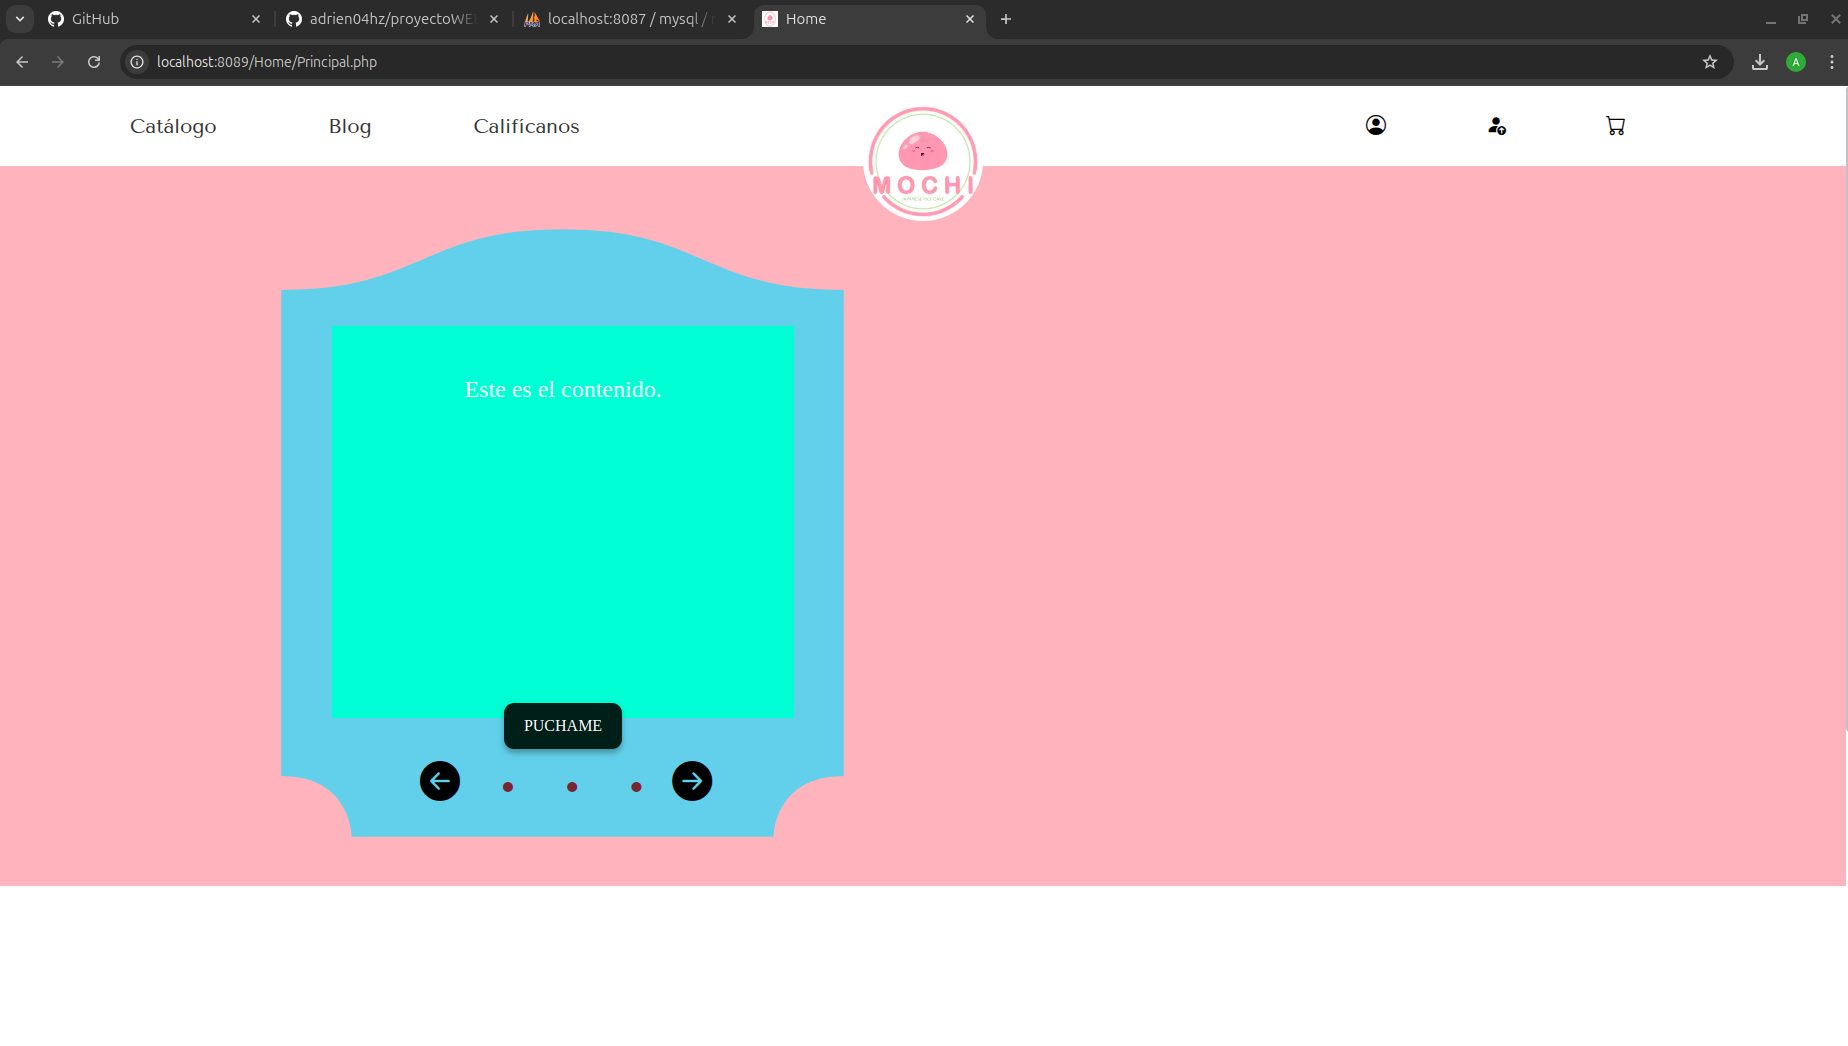 GitHub
adrien04hz/proyectoWE
localhost:8087 / mysql /
Home
localhost:8089/Home/Principal.php
A
Catálogo
Blog
Califícanos
MOCHI
Este es el contenido.
PUCHAME